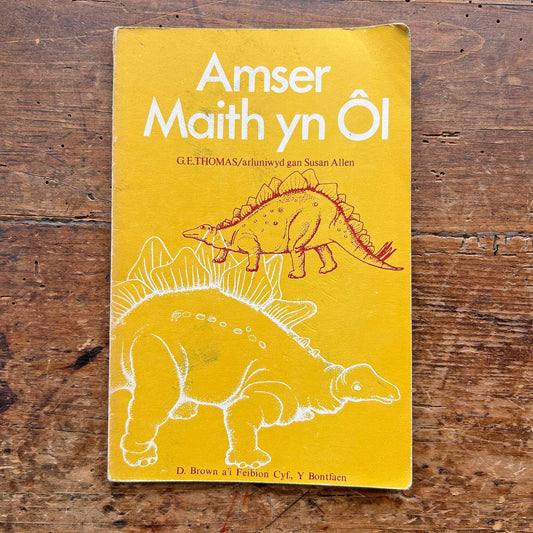 Amser
Maith yn Ôl
G.E.THOMAS/arluniwyd gan Susan Allen
D. Brown a'i Feibion Cyf., Y Bontfaen